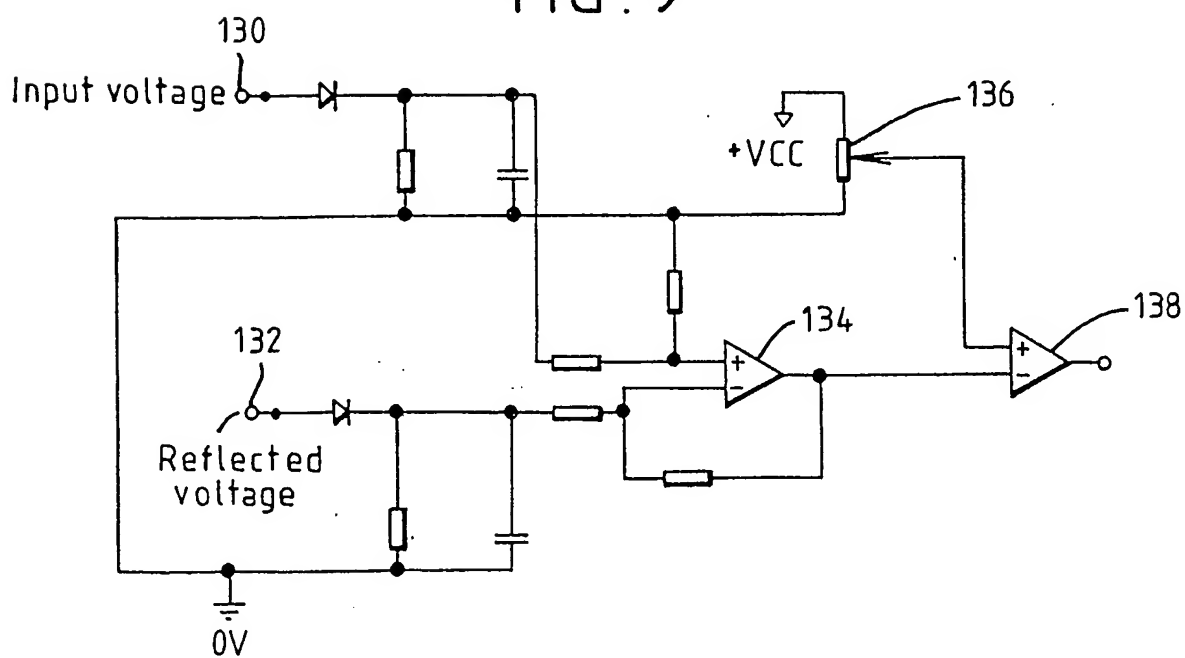 130
Input voltage
136
+VCC
+
-
134
+
-
138
132
Reflected
voltage
0V